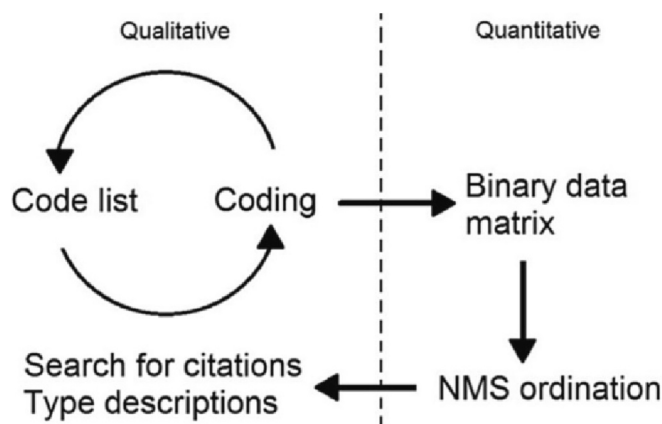 Qualitative
Quantitative
Code list
Coding
Binary data
matrix
Search for citations
Type descriptions
NMS ordination